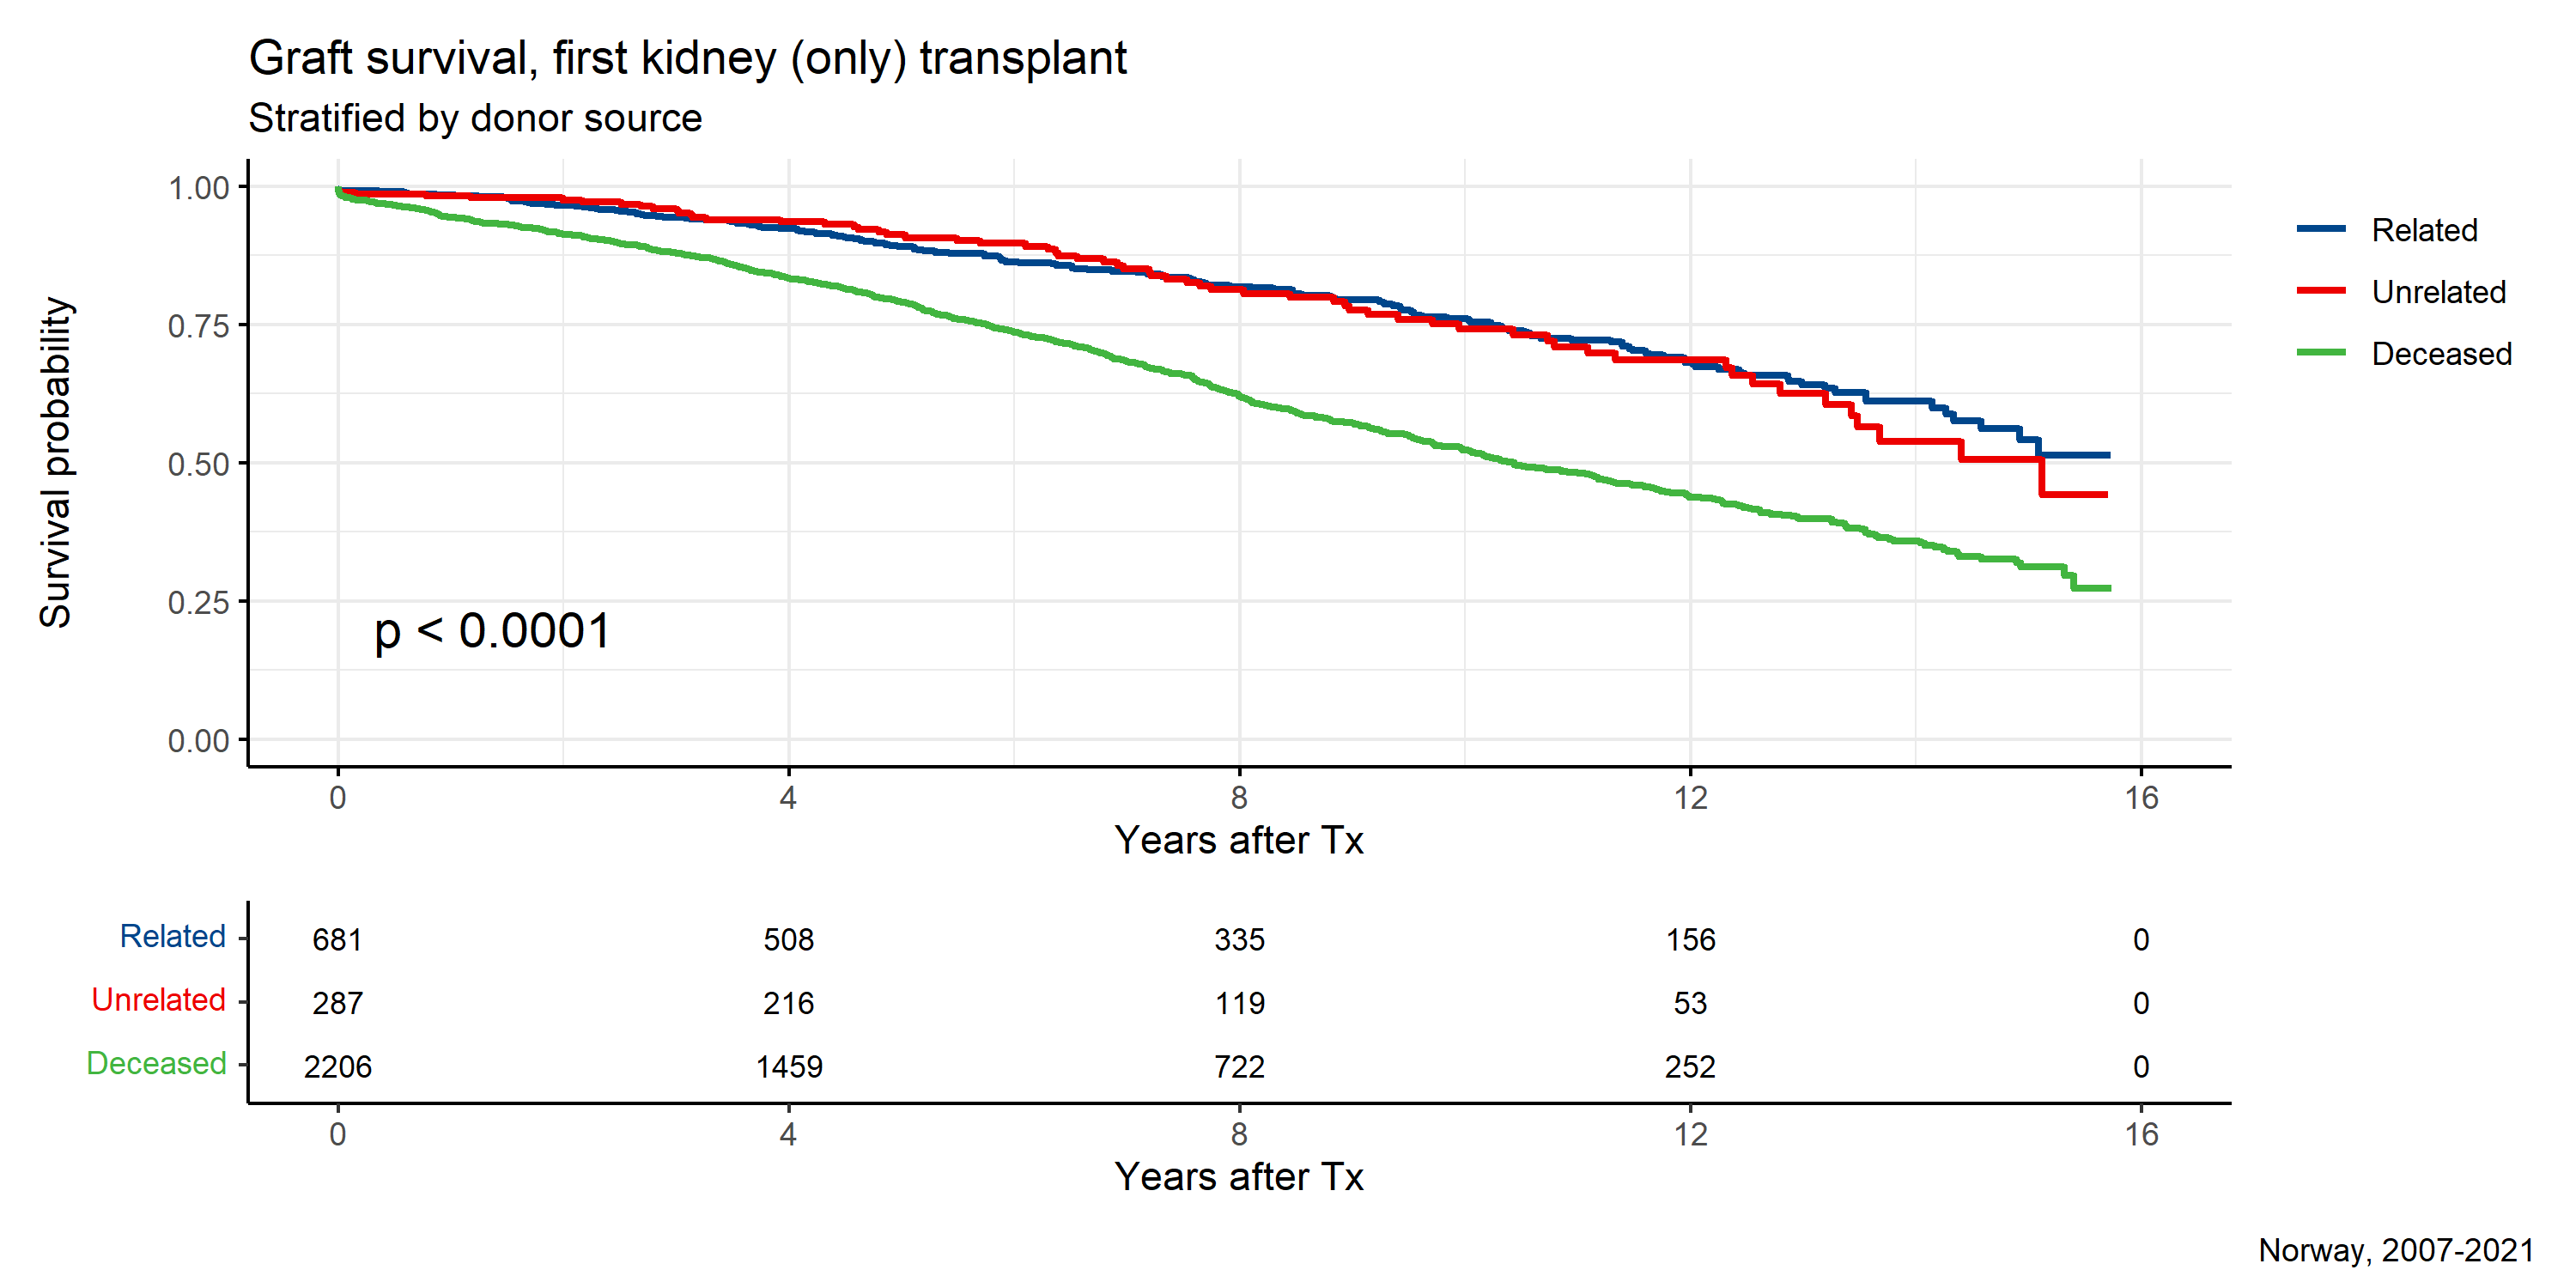 Graft survival, first kidney (only) transplant
Stratified by donor source
Survival probability
1.00
0.75
0.50
0.25
0.00
p < 0.0001
Related
Unrelated
Deceased
0 4 8 12 16
Years after Tx
Related 681 508 335 156 0
Unrelated 287 216 119 53 0
Deceased 2206 1459 722 252 0
0 4 8 12 16
Years after Tx
Norway, 2007-2021